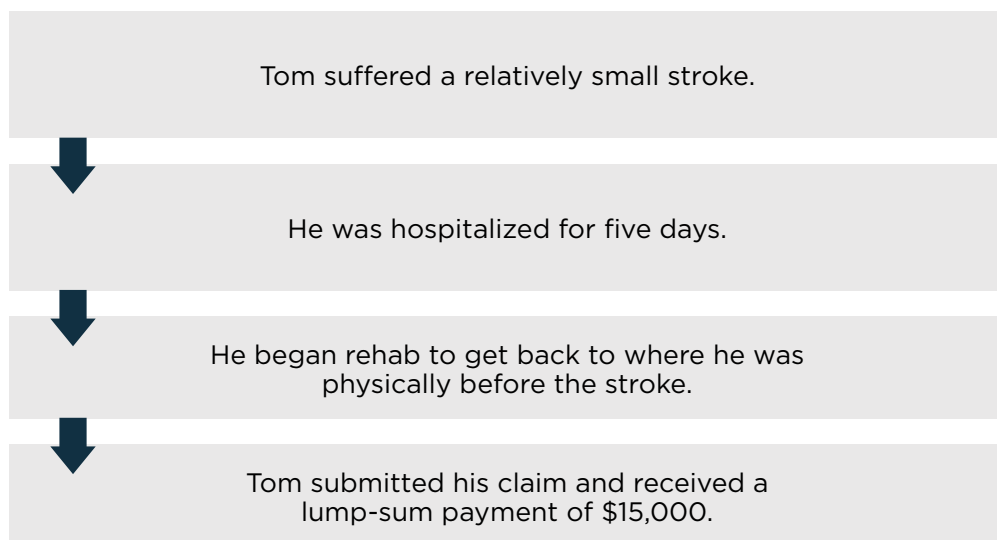 Tom suffered a relatively small stroke.
He was hospitalized for five days.
He began rehab to get back to where he was
physically before the stroke.
Tom submitted his claim and received a
lump-sum payment of $15,000.